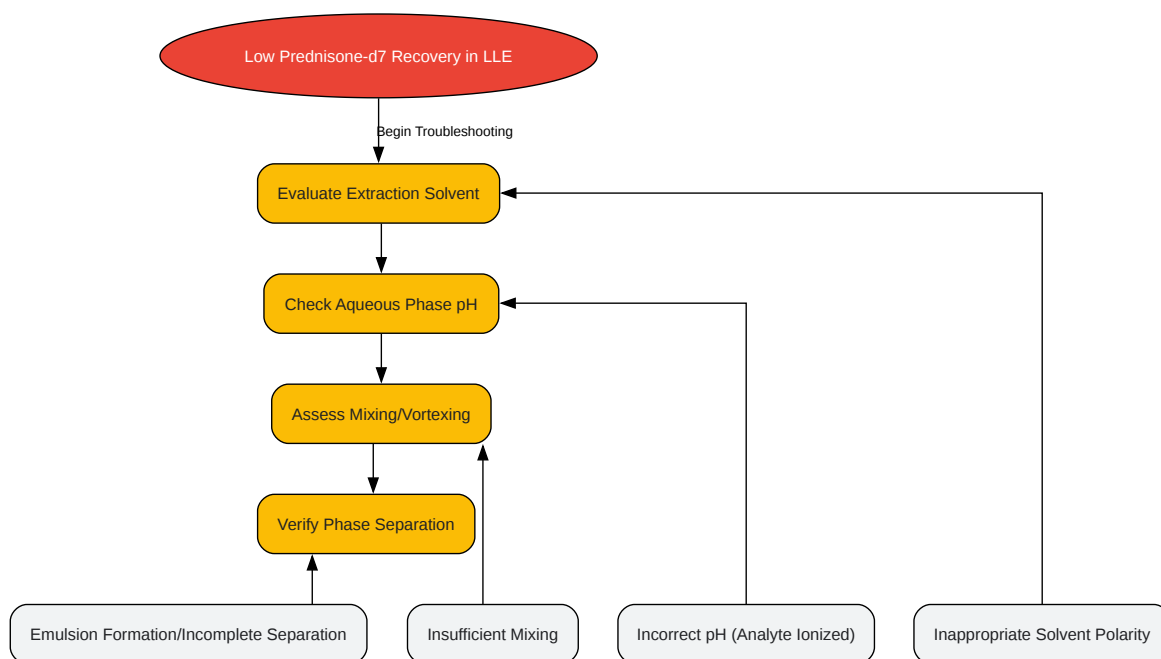 Low Prednisone-d7 Recovery in LLE
Begin Troubleshooting
Evaluate Extraction Solvent
Check Aqueous Phase pH
Assess Mixing/Vortexing
Verify Phase Separation
Emulsion Formation/Incomplete Separation
Insufficient Mixing
Incorrect pH (Analyte Ionized)
Inappropriate Solvent Polarity